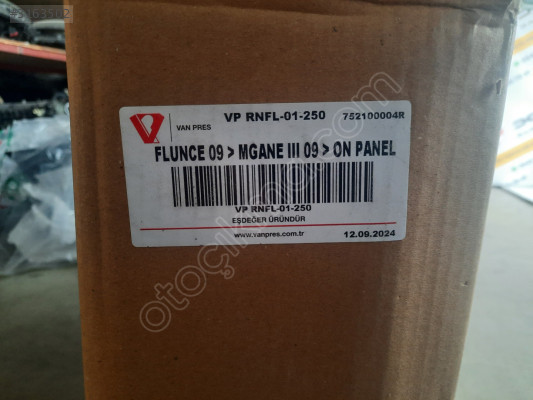 VAN PRES
VP RNFL-01-250
752100004R
FLUNCE 09 > MGANE III 09 > ON PANEL
VP RNFL-01-250
EŞDEĞER ÜRÜNDÜR
www.vanpres.com.tr
12.09.2024
otoçıkma.com